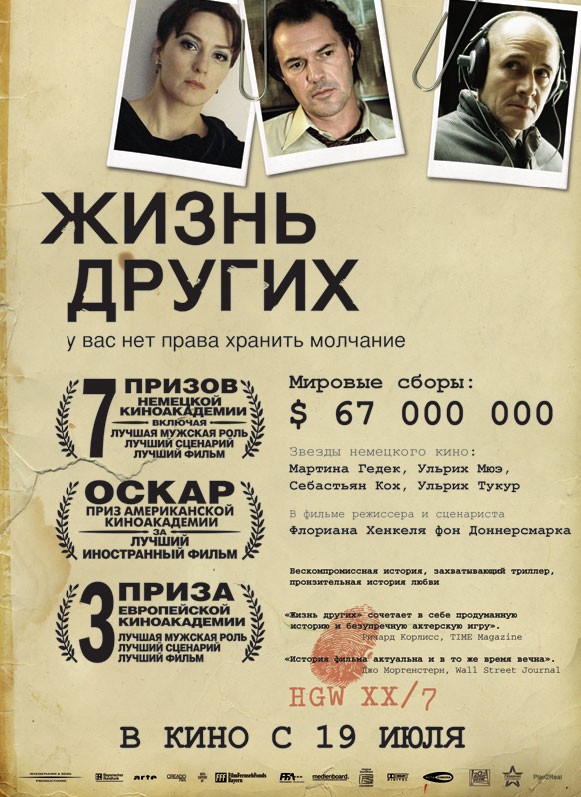 ЖИЗНЬ
ДРУГИХ
у вас нет права хранить молчание
7 ПРИЗОВ
НЕМЕЦКОЙ
КИНОАКАДЕМИИ
ВКЛЮЧАЯ
ЛУЧШАЯ МУЖСКАЯ РОЛЬ
ЛУЧШИЙ СЦЕНАРИЙ
ЛУЧШИЙ ФИЛЬМ
ОСКАР
ПРИЗ АМЕРИКАНСКОЙ
КИНОАКАДЕМИИ
ЗА
ЛУЧШИЙ
ИНОСТРАННЫЙ ФИЛЬМ
3 ПРИЗА
ЕВРОПЕЙСКОЙ
КИНОАКАДЕМИИ
ЛУЧШАЯ МУЖСКАЯ РОЛЬ
ЛУЧШИЙ СЦЕНАРИЙ
ЛУЧШИЙ ФИЛЬМ
Мировые сборы:
$ 67 000 000
Звезды немецкого кино:
Мартина Гедек, Ульрих Мюэ,
Себастьян Кох, Ульрих Тукур
В фильме режиссера и сценариста
Флориана Хенкеля фон Доннерсмарка
Бескомпромиссная история, захватывающий триллер,
пронзительная история любви
«Жизнь других» сочетает в себе продуманную
историю и безупречную актерскую игру».
Ричард Корлисс, TIME Magazine
«История фильма актуальна и в то же время вечна».
Джо Моргенстерн, Wall Street Journal
HGW XX/7
В КИНО С 19 ИЮЛЯ
arte
CREADO
FilmFernsehFonds
Bayern
FFA
medienboard